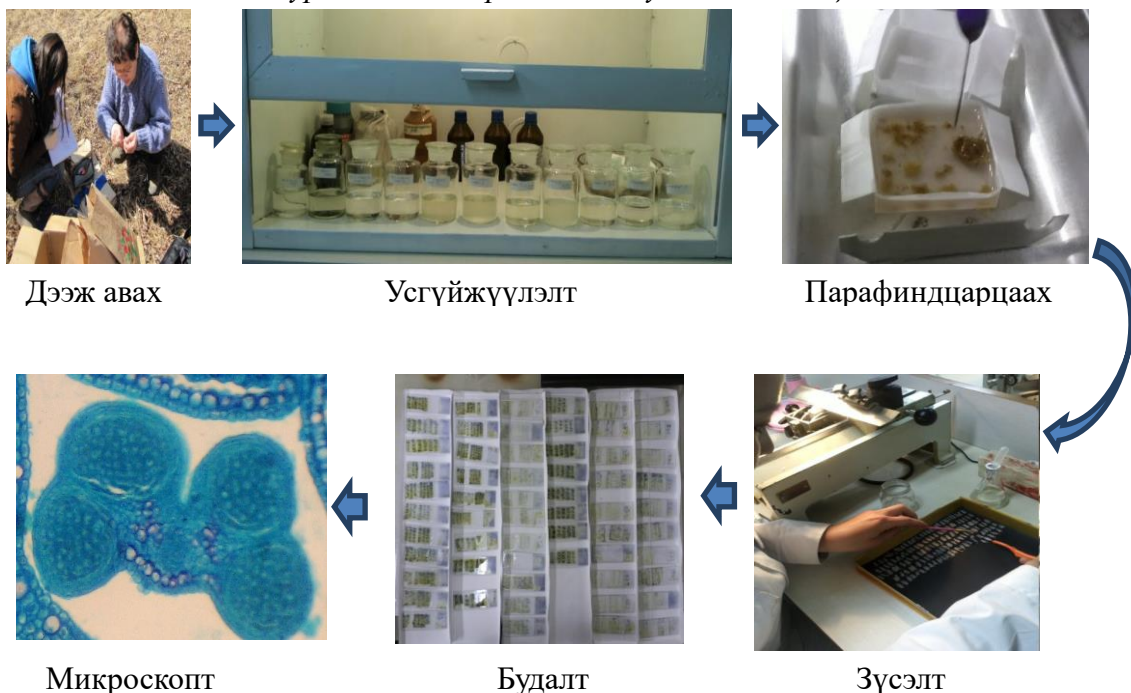 Дээж авах
Усгүйжүүлэлт
Парафиндцарцаах
Микроскопт
Будалт
Зүсэлт